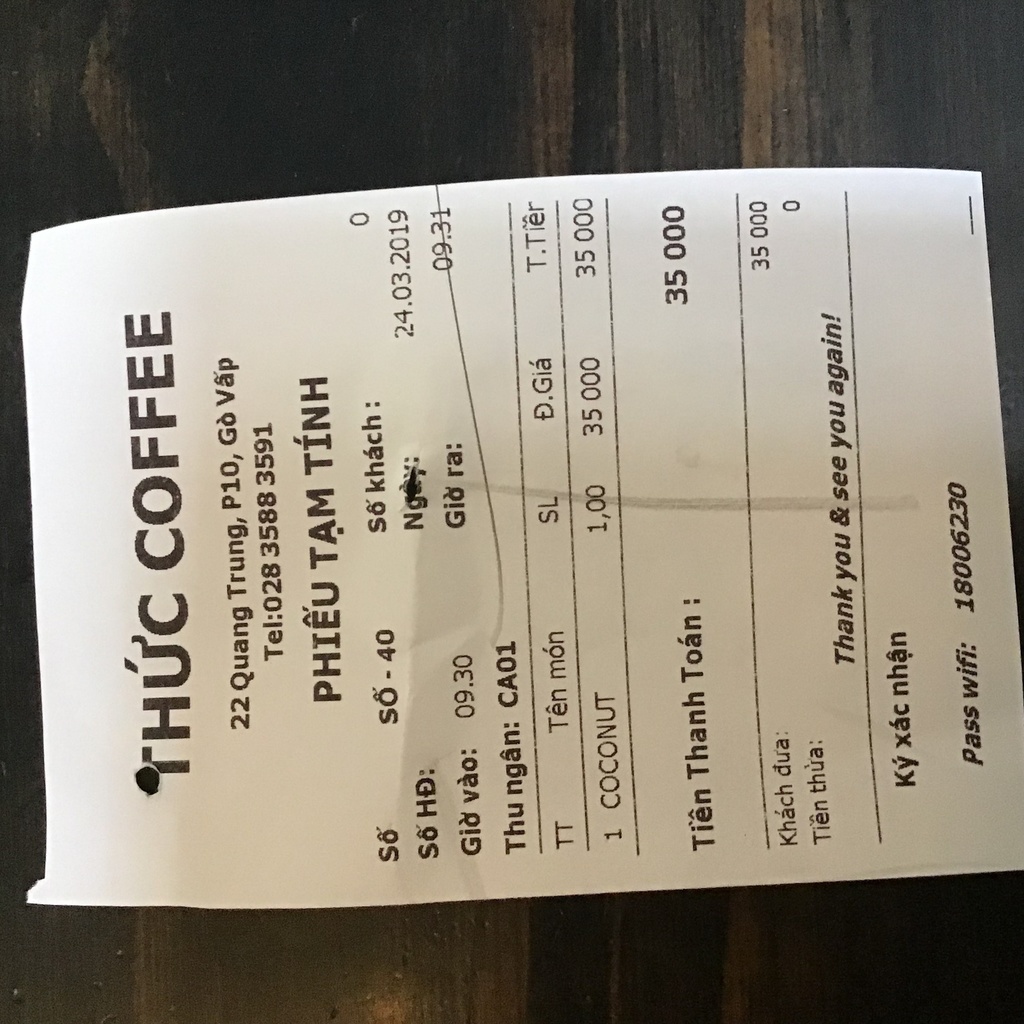 THỨC COFFEE
22 Quang Trung, P10, Gò Vấp
Tel:028 3588 3591
PHIẾU TẠM TÍNH
Số SỐ - 40 Số khách : 0
Số HĐ: Ngày: 24.03.2019
Giờ vào: 09.30 Giờ ra: 09.31
Thu ngân: CA01
TT Tên món SL Đ.Giá T.Tiền
1 COCONUT 1,00 35 000 35 000
Tiền Thanh Toán : 35 000
Khách đưa: 35 000
Tiền thừa: 0
Thank you & see you again!
Ký xác nhận
Pass wifi: 18006230